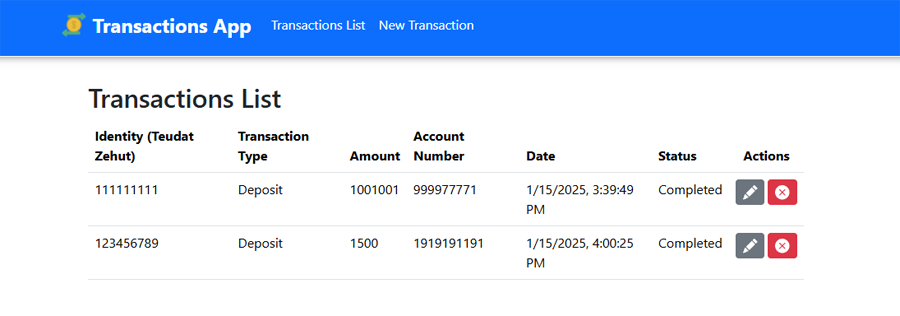 Transactions App Transactions List New Transaction
Transactions List
Identity (Teudat Zehut) Transaction Type Amount Account Number Date Status Actions
111111111 Deposit 1001001 999977771 1/15/2025, 3:39:49 PM Completed
123456789 Deposit 1500 1919191191 1/15/2025, 4:00:25 PM Completed